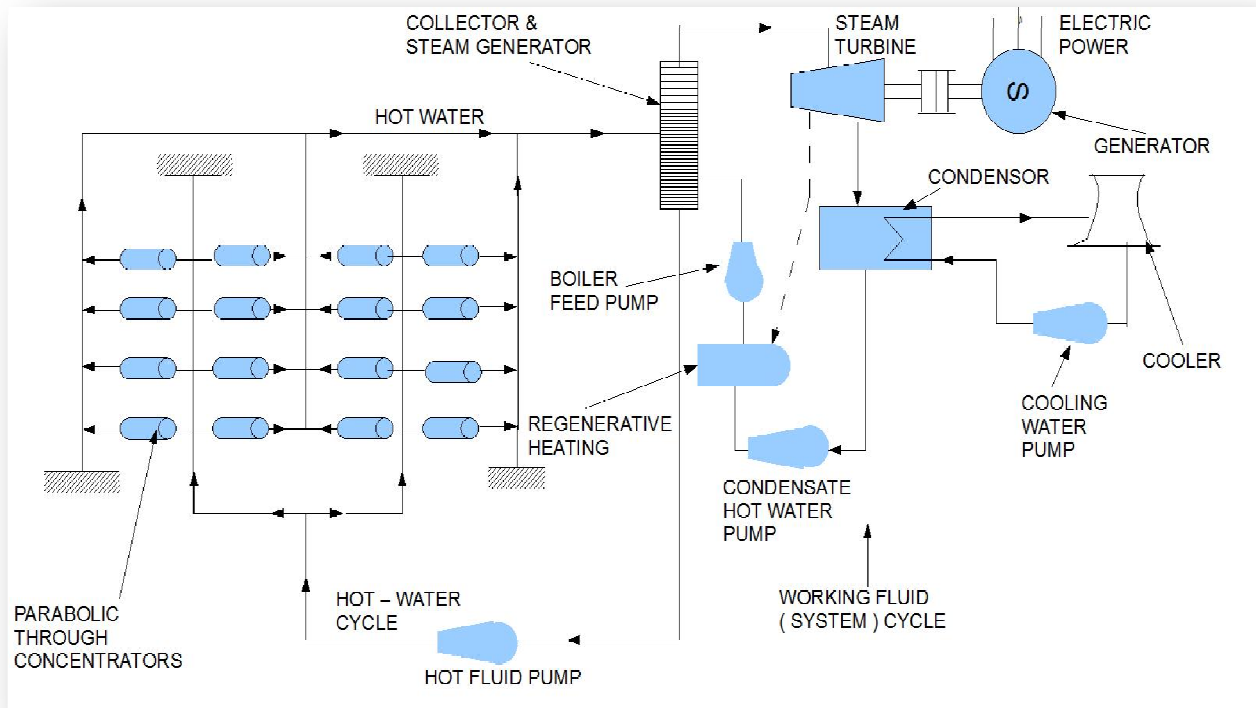 COLLECTOR &
STEAM GENERATOR
STEAM
TURBINE
ELECTRIC
POWER
HOT WATER
S
GENERATOR
CONDENSOR
BOILER
FEED PUMP
COOLER
COOLING
WATER
PUMP
REGENERATIVE
HEATING
CONDENSATE
HOT WATER
PUMP
HOT – WATER
CYCLE
WORKING FLUID
( SYSTEM ) CYCLE
PARABOLIC
THROUGH
CONCENTRATORS
HOT FLUID PUMP